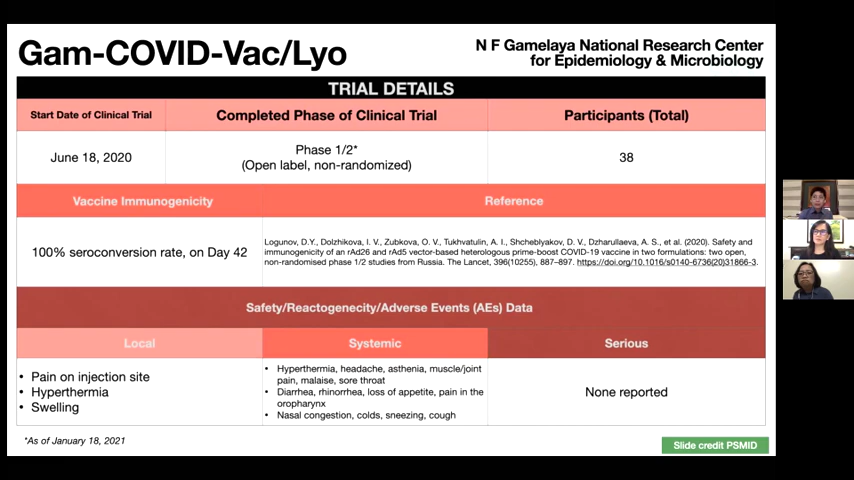 Gam-COVID-Vac/Lyo
N F Gamelaya National Research Center
for Epidemiology & Microbiology
TRIAL DETAILS
Start Date of Clinical Trial
Completed Phase of Clinical Trial
Participants (Total)
June 18, 2020
Phase 1/2*
(Open label, non-randomized)
38
Vaccine Immunogenicity
Reference
100% seroconversion rate, on Day 42
Logunov, D.Y., Dolzhikova, I. V., Zubkova, O. V., Tukhvatulin, A. I., Shcheblyakov, D. V., Dzharullaeva, A. S., et al. (2020). Safety and
immunogenicity of an rAd26 and rAd5 vector-based heterologous prime-boost COVID-19 vaccine in two formulations: two open,
non-randomised phase 1/2 studies from Russia. The Lancet, 396(10255), 887–897. https://doi.org/10.1016/s0140-6736(20)31866-3.
Safety/Reactogenecity/Adverse Events (AEs) Data
Local
Systemic
Serious
• Pain on injection site
• Hyperthermia
• Swelling
• Hyperthermia, headache, asthenia, muscle/joint
pain, malaise, sore throat
• Diarrhea, rhinorrhea, loss of appetite, pain in the
oropharynx
• Nasal congestion, colds, sneezing, cough
None reported
*As of January 18, 2021
Slide credit PSMID